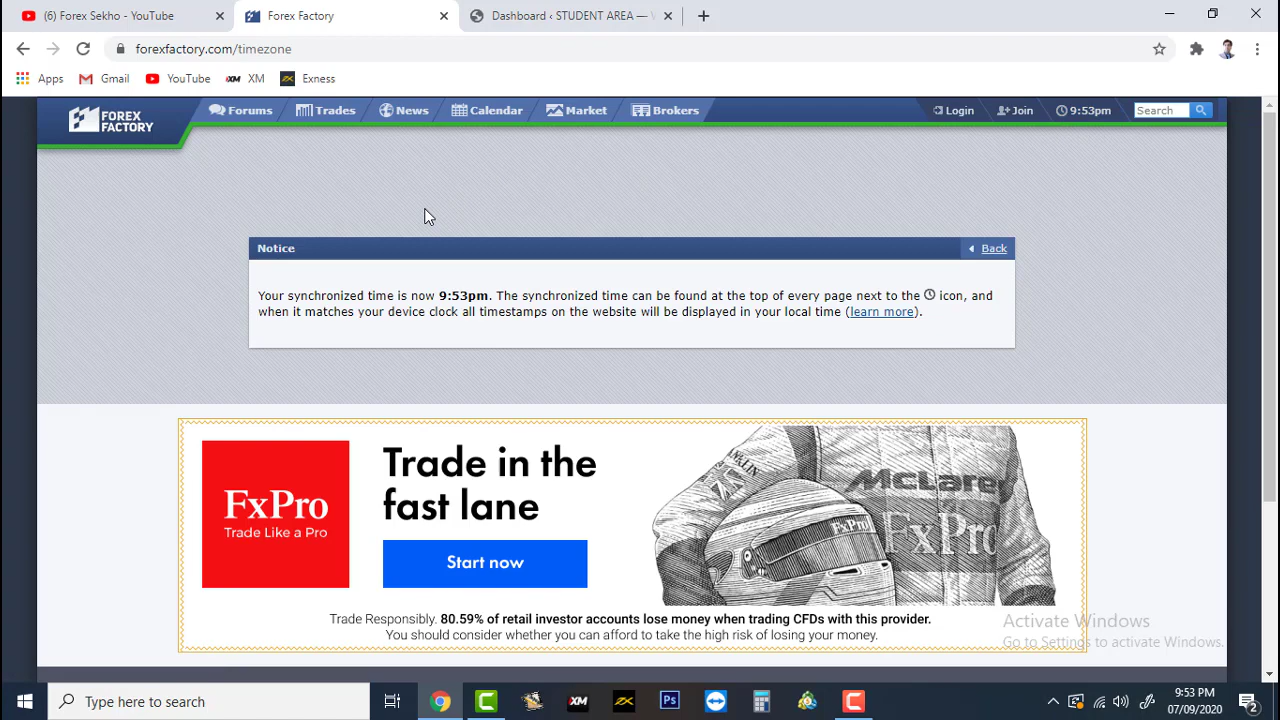 (6) Forex Sekho - YouTube
Forex Factory
Dashboard ‹ STUDENT AREA —
forexfactory.com/timezone
Apps
Gmail
YouTube
XM
XM
Exness
FOREX
FACTORY
Forums
Trades
News
Calendar
Market
Brokers
Login
Join
9:53pm
Search
Notice
Back
Your synchronized time is now 9:53pm. The synchronized time can be found at the top of every page next to the icon, and
when it matches your device clock all timestamps on the website will be displayed in your local time (learn more).
FxPro
Trade Like a Pro
Trade in the
fast lane
Start now
McLaren
FxPro
FxPro
Trade Responsibly. 80.59% of retail investor accounts lose money when trading CFDs with this provider.
You should consider whether you can afford to take the high risk of losing your money.
Activate Windows
Go to Settings to activate Windows.
Type here to search
XM
Ps
9:53 PM
07/09/2020
2